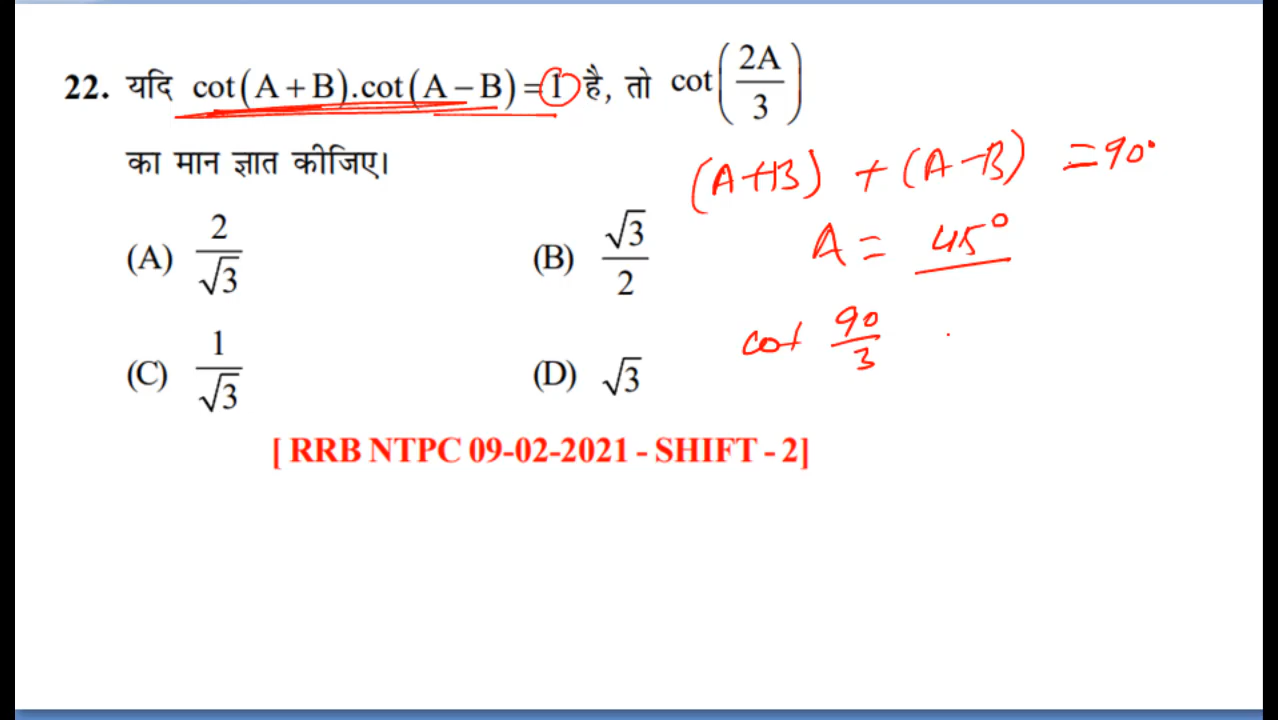 22. यदि cot(A+B).cot(A−B)=1 है, तो cot(2A/3)
का मान ज्ञात कीजिए।
(A) 2/√3
(B) √3/2
(C) 1/√3
(D) √3
[ RRB NTPC 09-02-2021 - SHIFT - 2]
(A+B) + (A−B) = 90°
A = 45°
cot 90/3